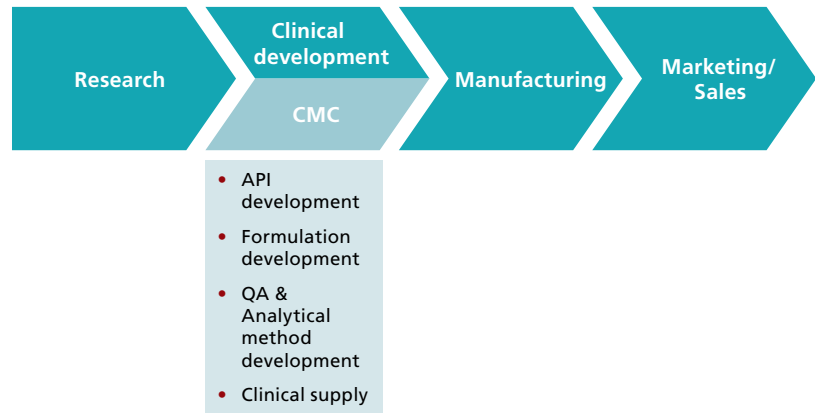 Research
Clinical
development
CMC
Manufacturing
Marketing/
Sales
• API
development
• Formulation
development
• QA &
Analytical
method
development
• Clinical supply